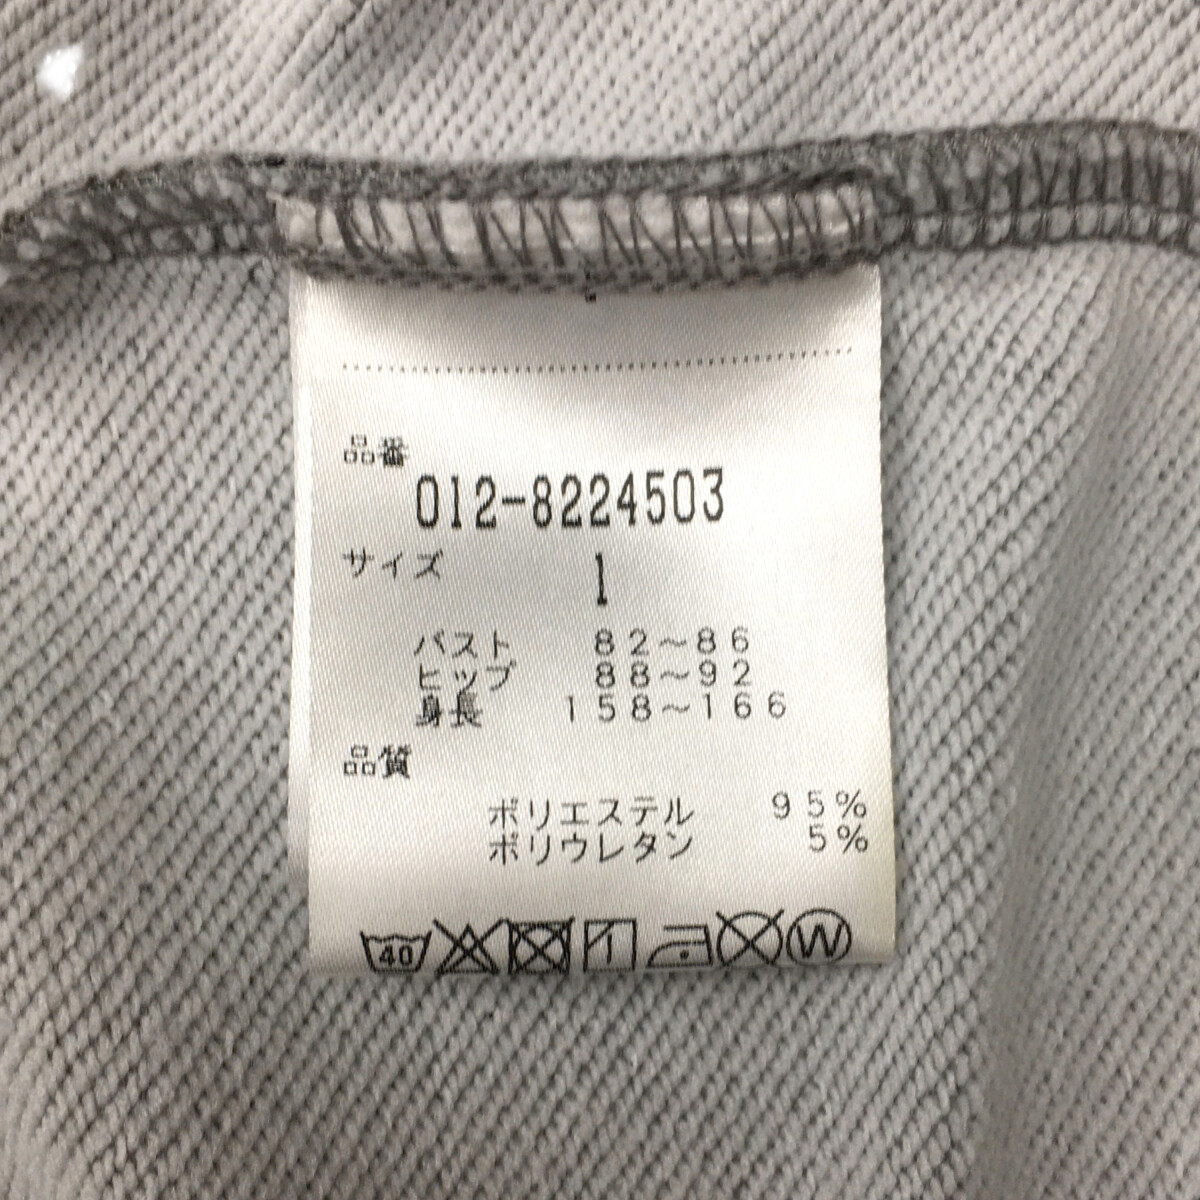 品番
012-8224503
サイズ 1
バスト 82～86
ヒップ 88～92
身長 158～166
品質
ポリエステル 95%
ポリウレタン 5%
40 W